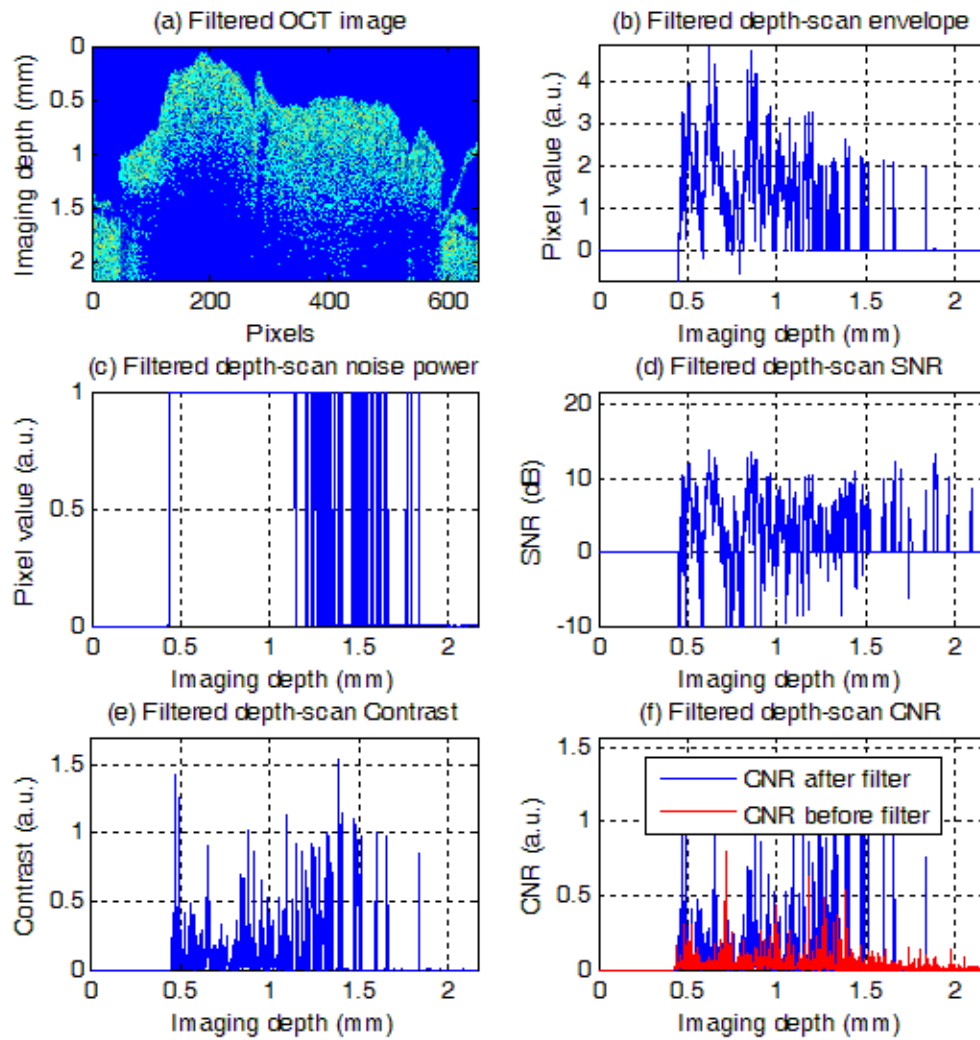 (a) Filtered OCT image
0
0.5
1
1.5
2
Imaging depth (mm)
0 200 400 600
Pixels
(b) Filtered depth-scan envelope
4
3
2
1
0
Pixel value (a.u.)
0 0.5 1 1.5 2
Imaging depth (mm)
(c) Filtered depth-scan noise power
1
0.5
0
Pixel value (a.u.)
0 0.5 1 1.5 2
Imaging depth (mm)
(d) Filtered depth-scan SNR
20
10
0
-10
SNR (dB)
0 0.5 1 1.5 2
Imaging depth (mm)
(e) Filtered depth-scan Contrast
1.5
1
0.5
0
Contrast (a.u.)
0 0.5 1 1.5 2
Imaging depth (mm)
(f) Filtered depth-scan CNR
1.5
1
0.5
0
CNR (a.u.)
CNR after filter
CNR before filter
0 0.5 1 1.5 2
Imaging depth (mm)